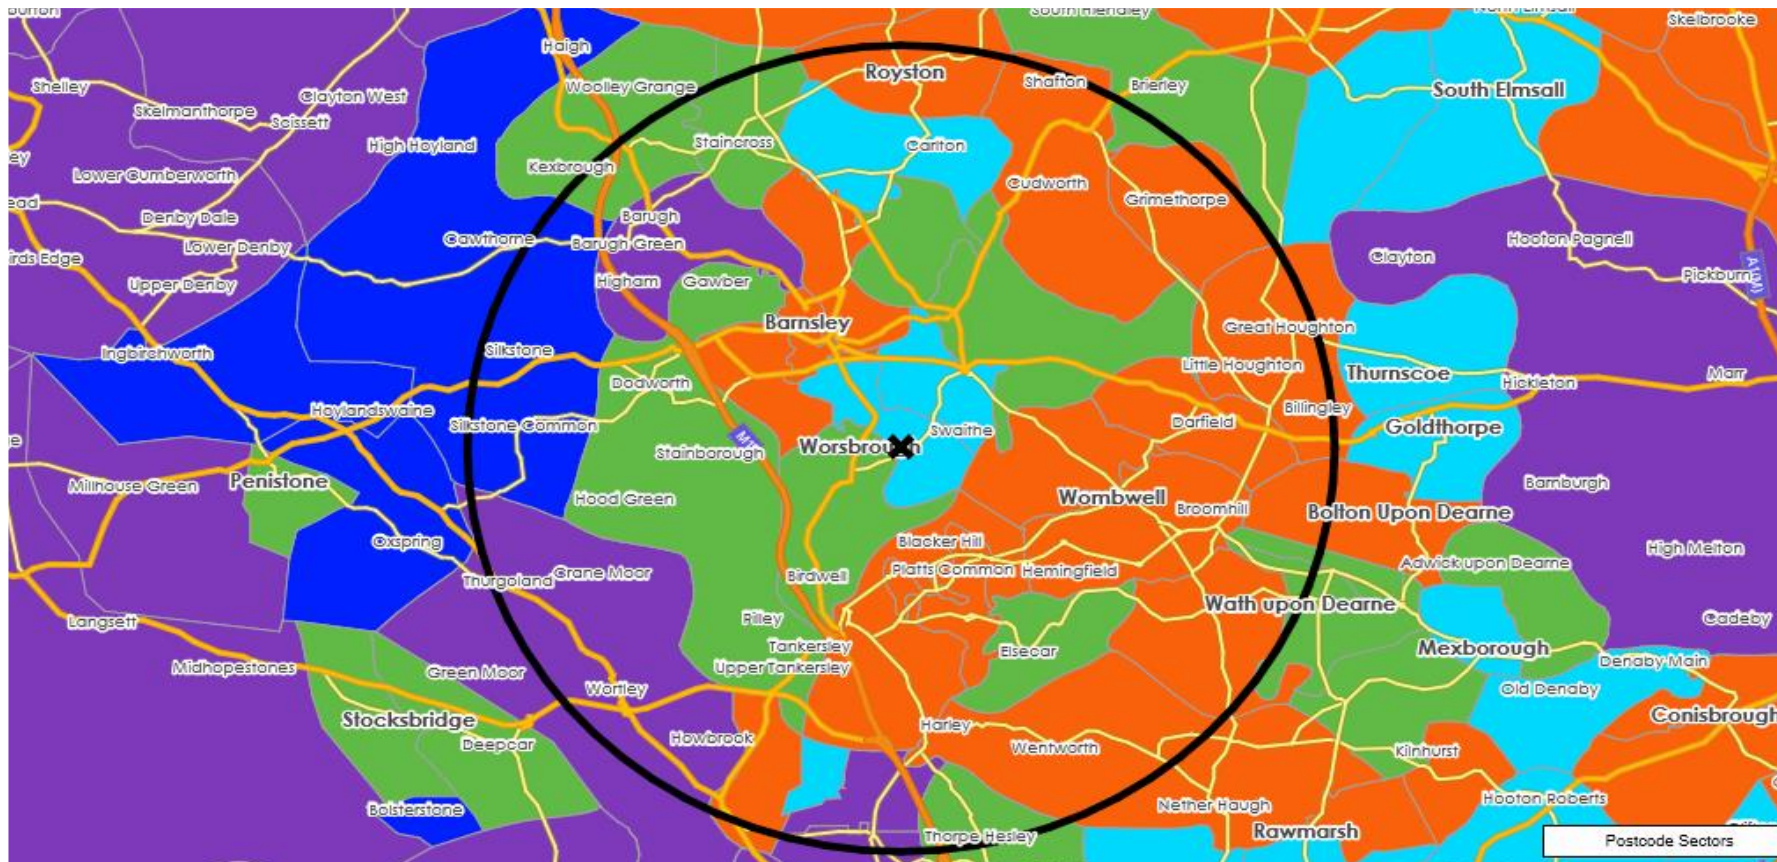 South Hiendley
North Elmsall
Skelbrooke
Haigh
Royston
Shafton
Brierley
Woolley Grange
Shelley
Clayton West
Skelmanthorpe
Scissett
South Elmsall
High Hoyland
Staincross
Carlton
Kexbrough
Lower Cumberworth
Cudworth
Grimethorpe
Denby Dale
Barugh
Lower Denby
Cawthorne
Barugh Green
Hooton Pagnell
Clayton
irds Edge
Upper Denby
Higham
Gawber
Pickburn
A1(M)
Barnsley
Great Houghton
Ingbirchworth
Silkstone
Little Houghton
Thurnscoe
Hickleton
Marr
Dodworth
Hoylandswaine
Billingley
Silkstone Common
Darfield
Goldthorpe
Swaithe
Worsbrough
Stainborough
Penistone
Millhouse Green
Hood Green
Wombwell
Broomhill
Bolton Upon Dearne
Barnburgh
Oxspring
Blacker Hill
High Melton
Thurgoland
Crane Moor
Birdwell
Platts Common
Hemingfield
Adwick upon Dearne
Wath upon Dearne
Langsett
Pilley
Cadeby
Tankersley
Elsecar
Mexborough
Denaby Main
Midhopestones
Green Moor
Upper Tankersley
Wortley
Old Denaby
Stocksbridge
Conisbrough
Deepcar
Howbrook
Harley
Wentworth
Kilnhurst
Bolsterstone
Nether Haugh
Hooton Roberts
Thorpe Hesley
Rawmarsh
Postcode Sectors